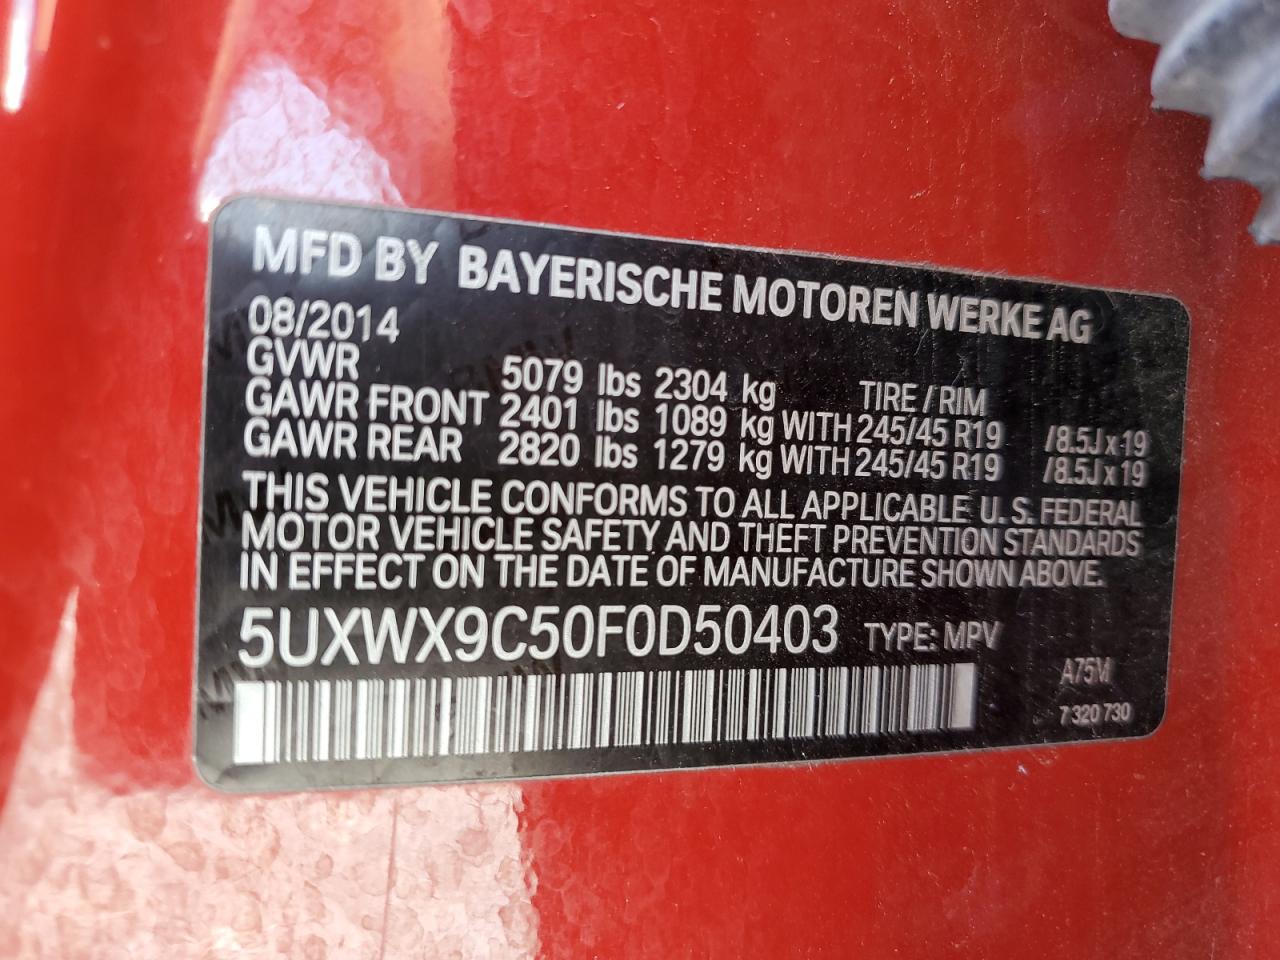 MFD BY BAYERISCHE MOTOREN WERKE AG
08/2014
GVWR 5079 lbs 2304 kg TIRE / RIM
GAWR FRONT 2401 lbs 1089 kg WITH 245/45 R19 /8.5J x 19
GAWR REAR 2820 lbs 1279 kg WITH 245/45 R19 /8.5J x 19
THIS VEHICLE CONFORMS TO ALL APPLICABLE U. S. FEDERAL
MOTOR VEHICLE SAFETY AND THEFT PREVENTION STANDARDS
IN EFFECT ON THE DATE OF MANUFACTURE SHOWN ABOVE.
5UXWX9C50F0D50403 TYPE: MPV
A75M
7 320 730